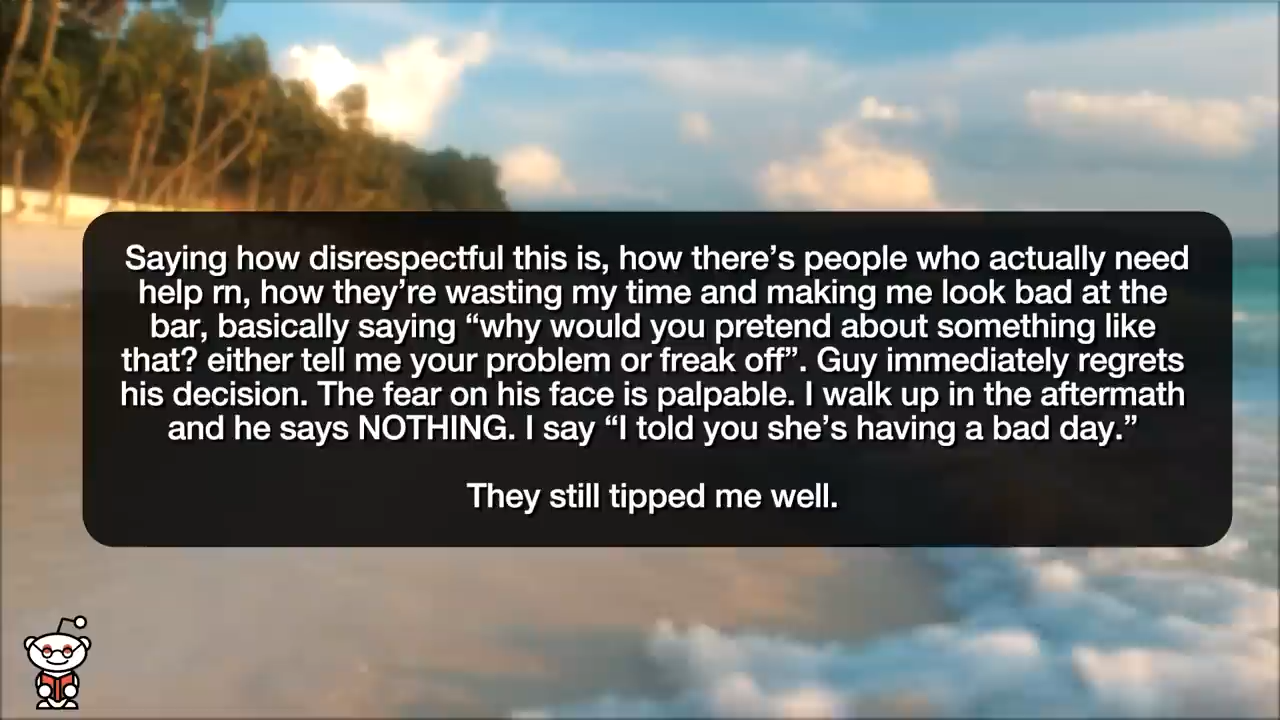 Saying how disrespectful this is, how there’s people who actually need
help rn, how they’re wasting my time and making me look bad at the
bar, basically saying “why would you pretend about something like
that? either tell me your problem or freak off”. Guy immediately regrets
his decision. The fear on his face is palpable. I walk up in the aftermath
and he says NOTHING. I say “I told you she’s having a bad day.”
They still tipped me well.